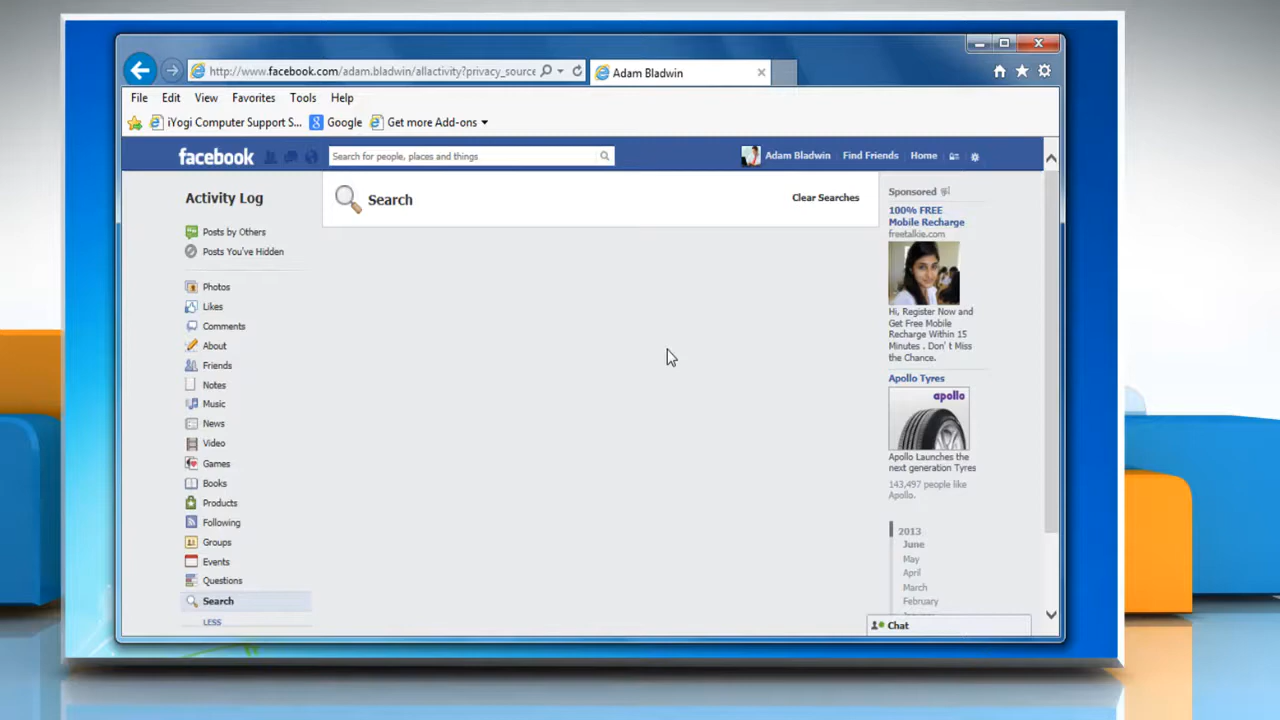 http://www.facebook.com/adam.bladwin/allactivity?privacy_source
Adam Bladwin
File Edit View Favorites Tools Help
iYogi Computer Support S...
Google
Get more Add-ons
facebook
Search for people, places and things
Adam Bladwin
Find Friends
Home
Activity Log
Posts by Others
Posts You've Hidden
Photos
Likes
Comments
About
Friends
Notes
Music
News
Video
Games
Books
Products
Following
Groups
Events
Questions
Search
LESS
Search
Clear Searches
Sponsored
100% FREE
Mobile Recharge
freetalkie.com
Hi, Register Now and
Get Free Mobile
Recharge Within 15
Minutes . Don' t Miss
the Chance.
Apollo Tyres
apollo
Apollo Launches the
next generation Tyres
143,497 people like
Apollo.
2013
June
May
April
March
February
Chat